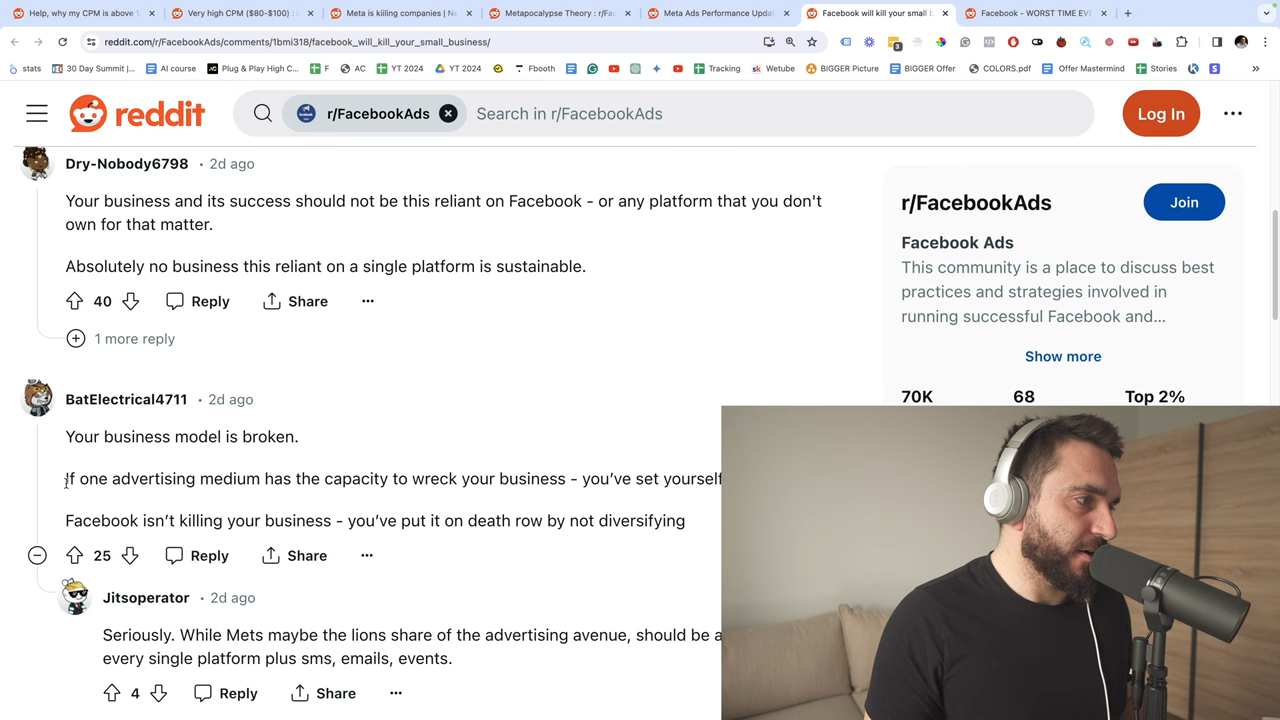 Help, why my CPM is above 1
Very high CPM ($80-$100) :
Meta is kiiling companies | Ne
Metapocalypse Theory : r/Fac
Meta Ads Performance Updat
Facebook will kill your small b
Facebook - WORST TIME EVE
reddit.com/r/FacebookAds/comments/1bmi318/facebook_will_kill_your_small_business/
3
stats
30 Day Summit |...
AI course
Plug & Play High C...
F
AC
YT 2024
YT 2024
Fbooth
Tracking
Wetube
BIGGER Picture
BIGGER Offer
COLORS.pdf
Offer Mastermind
Stories
reddit
r/FacebookAds
Search in r/FacebookAds
Log In
Dry-Nobody6798 • 2d ago
Your business and its success should not be this reliant on Facebook - or any platform that you don't
own for that matter.
Absolutely no business this reliant on a single platform is sustainable.
40
Reply
Share
1 more reply
BatElectrical4711 • 2d ago
Your business model is broken.
If one advertising medium has the capacity to wreck your business - you've set yourself
Facebook isn't killing your business - you've put it on death row by not diversifying
25
Reply
Share
Jitsoperator • 2d ago
Seriously. While Mets maybe the lions share of the advertising avenue, should be a
every single platform plus sms, emails, events.
4
Reply
Share
r/FacebookAds
Join
Facebook Ads
This community is a place to discuss best
practices and strategies involved in
running successful Facebook and...
Show more
70K
68
Top 2%